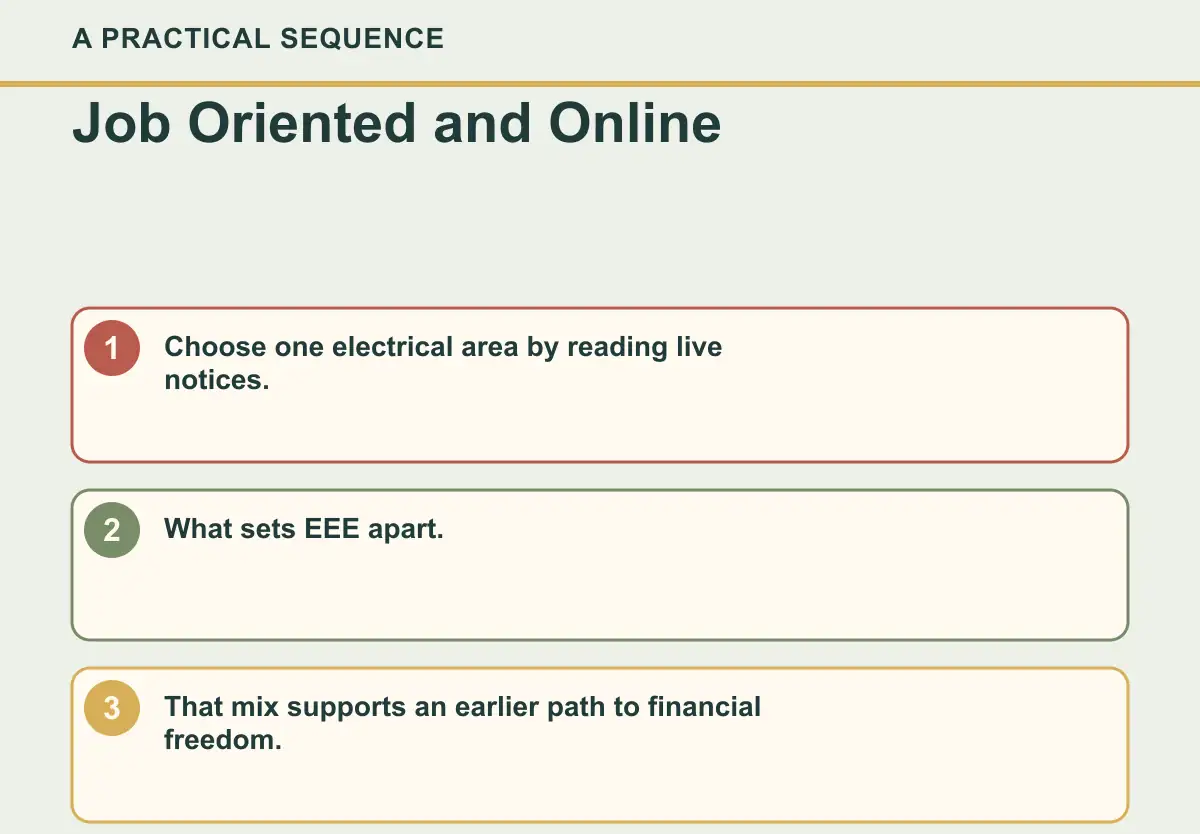 A PRACTICAL SEQUENCE
Job Oriented and Online
1
Choose one electrical area by reading live
notices.
2
What sets EEE apart.
3
That mix supports an earlier path to financial
freedom.